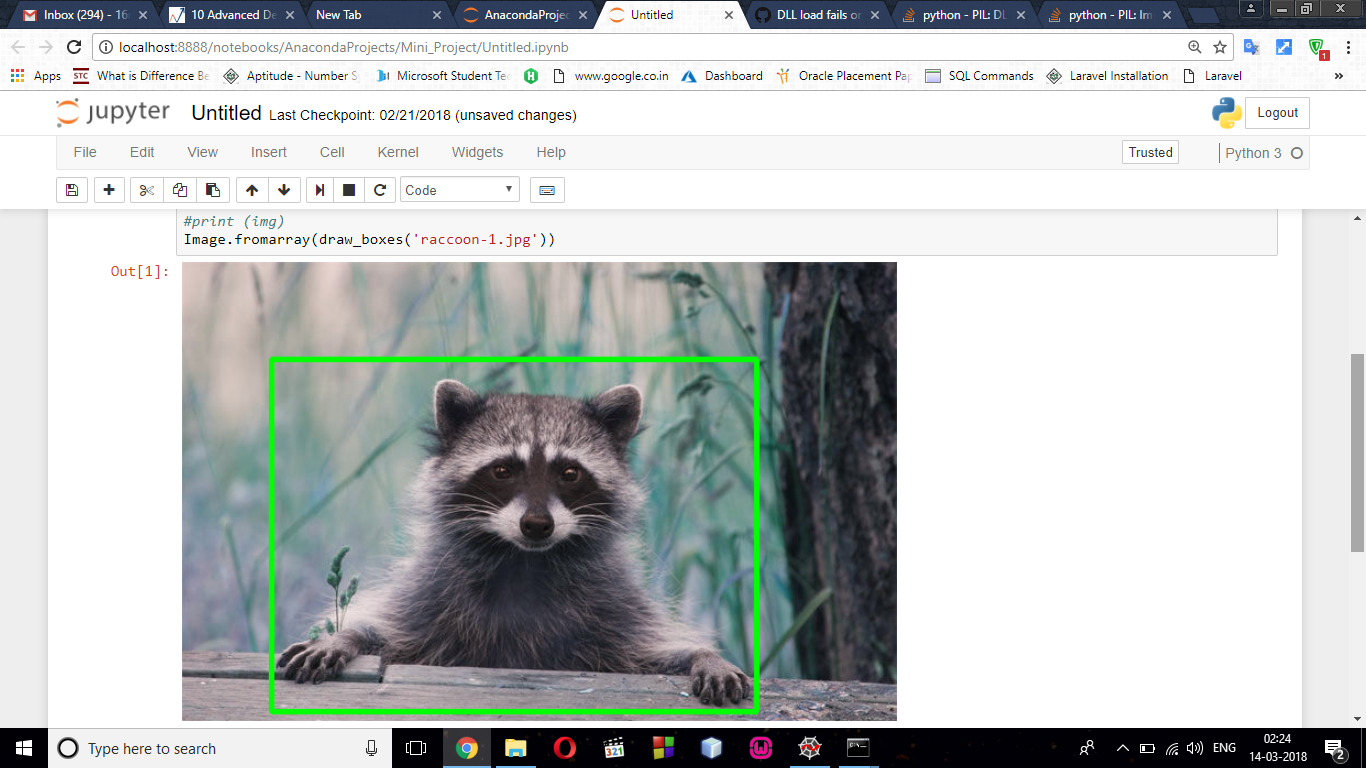 Inbox (294) - 16
10 Advanced De
New Tab
AnacondaProjec
Untitled
DLL load fails or
python - PIL: DL
python - PIL: Im
localhost:8888/notebooks/AnacondaProjects/Mini_Project/Untitled.ipynb
1
Apps
STC
What is Difference Be
Aptitude - Number S
Microsoft Student Te
H
www.google.co.in
Dashboard
Oracle Placement Pap
SQL Commands
Laravel Installation
Laravel
»
jupyter
Untitled Last Checkpoint: 02/21/2018 (unsaved changes)
Logout
File Edit View Insert Cell Kernel Widgets Help
Trusted
Python 3
Code
#print (img)
Image.fromarray(draw_boxes('raccoon-1.jpg'))
Out[1]:
Type here to search
321
ENG
02:24
14-03-2018
2